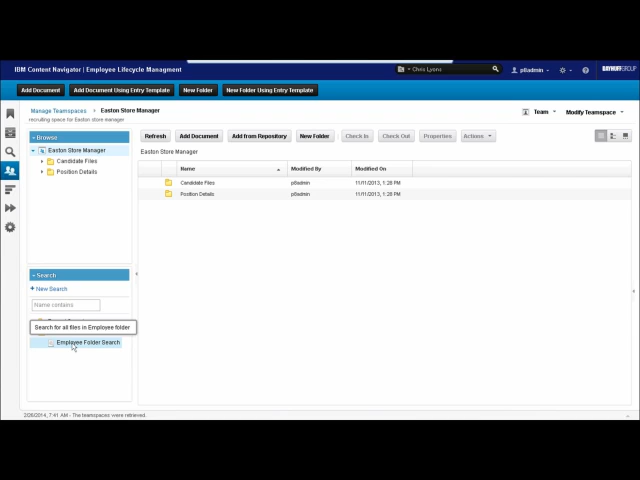 IBM Content Navigator | Employee Lifecycle Managment
Chris Lyons
p8admin
RAYHUFFGROUP
Add Document
Add Document Using Entry Template
New Folder
New Folder Using Entry Template
Manage Teamspaces > Easton Store Manager
recruiting space for Easton store manager
Team
Modify Teamspace
Browse
Easton Store Manager
Candidate Files
Position Details
Refresh
Add Document
Add from Repository
New Folder
Check In
Check Out
Properties
Actions
Easton Store Manager
Name
Modified By
Modified On
Candidate Files
p8admin
11/11/2013, 1:28 PM
Position Details
p8admin
11/11/2013, 1:28 PM
Search
+ New Search
Name contains
Search for all files in Employee folder
Employee Folder Search
2/26/2014, 7:41 AM - The teamspaces were retrieved.